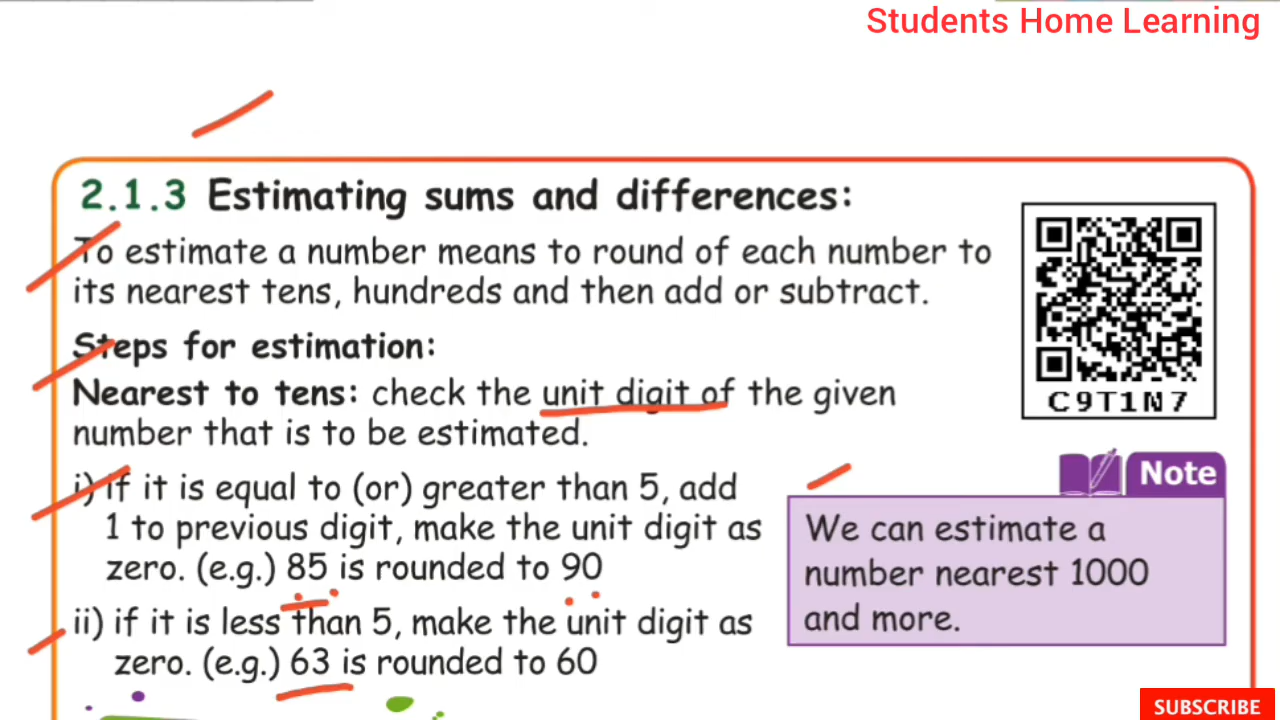 Students Home Learning
2.1.3 Estimating sums and differences:
To estimate a number means to round of each number to
its nearest tens, hundreds and then add or subtract.
Steps for estimation:
Nearest to tens: check the unit digit of the given
number that is to be estimated.
i) if it is equal to (or) greater than 5, add
1 to previous digit, make the unit digit as
zero. (e.g.) 85 is rounded to 90
ii) if it is less than 5, make the unit digit as
zero. (e.g.) 63 is rounded to 60
C9T1N7
Note
We can estimate a
number nearest 1000
and more.
SUBSCRIBE